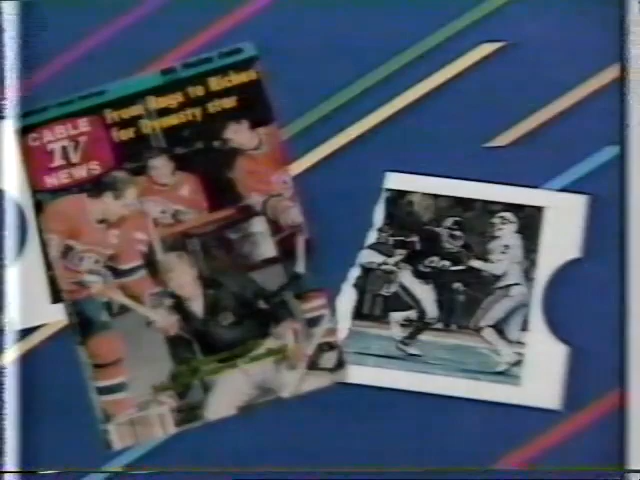 From Rags to Riches
for Dynasty star
CABLE
TV
NEWS